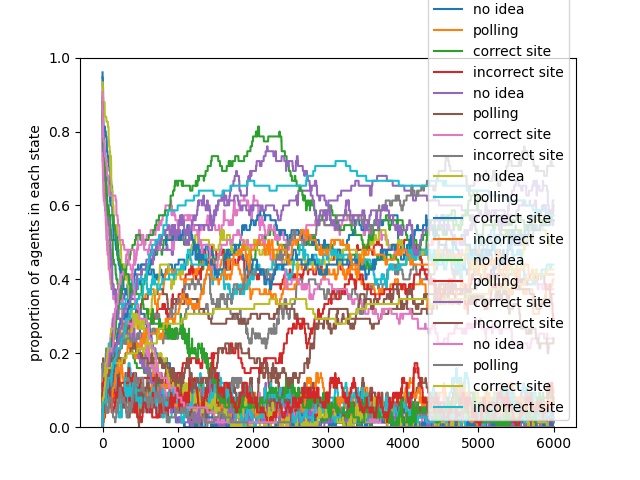 no idea
polling
correct site
incorrect site
no idea
polling
correct site
incorrect site
no idea
polling
correct site
incorrect site
no idea
polling
correct site
incorrect site
no idea
polling
correct site
incorrect site
proportion of agents in each state
1.0
0.8
0.6
0.4
0.2
0.0
0 1000 2000 3000 4000 5000 6000